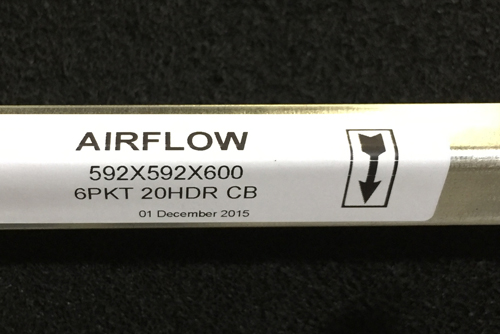 AIRFLOW
592X592X600
6PKT 20HDR CB
01 December 2015